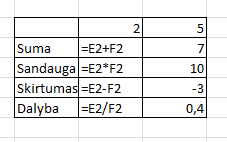 2 5
Suma =E2+F2 7
Sandauga =E2*F2 10
Skirtumas =E2-F2 -3
Dalyba =E2/F2 0,4